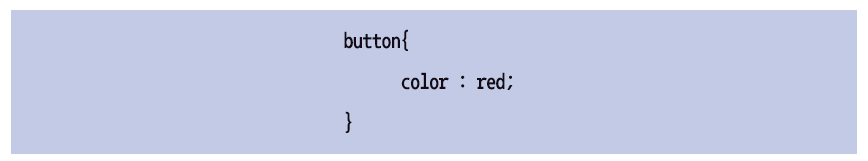 button{
color : red;
}